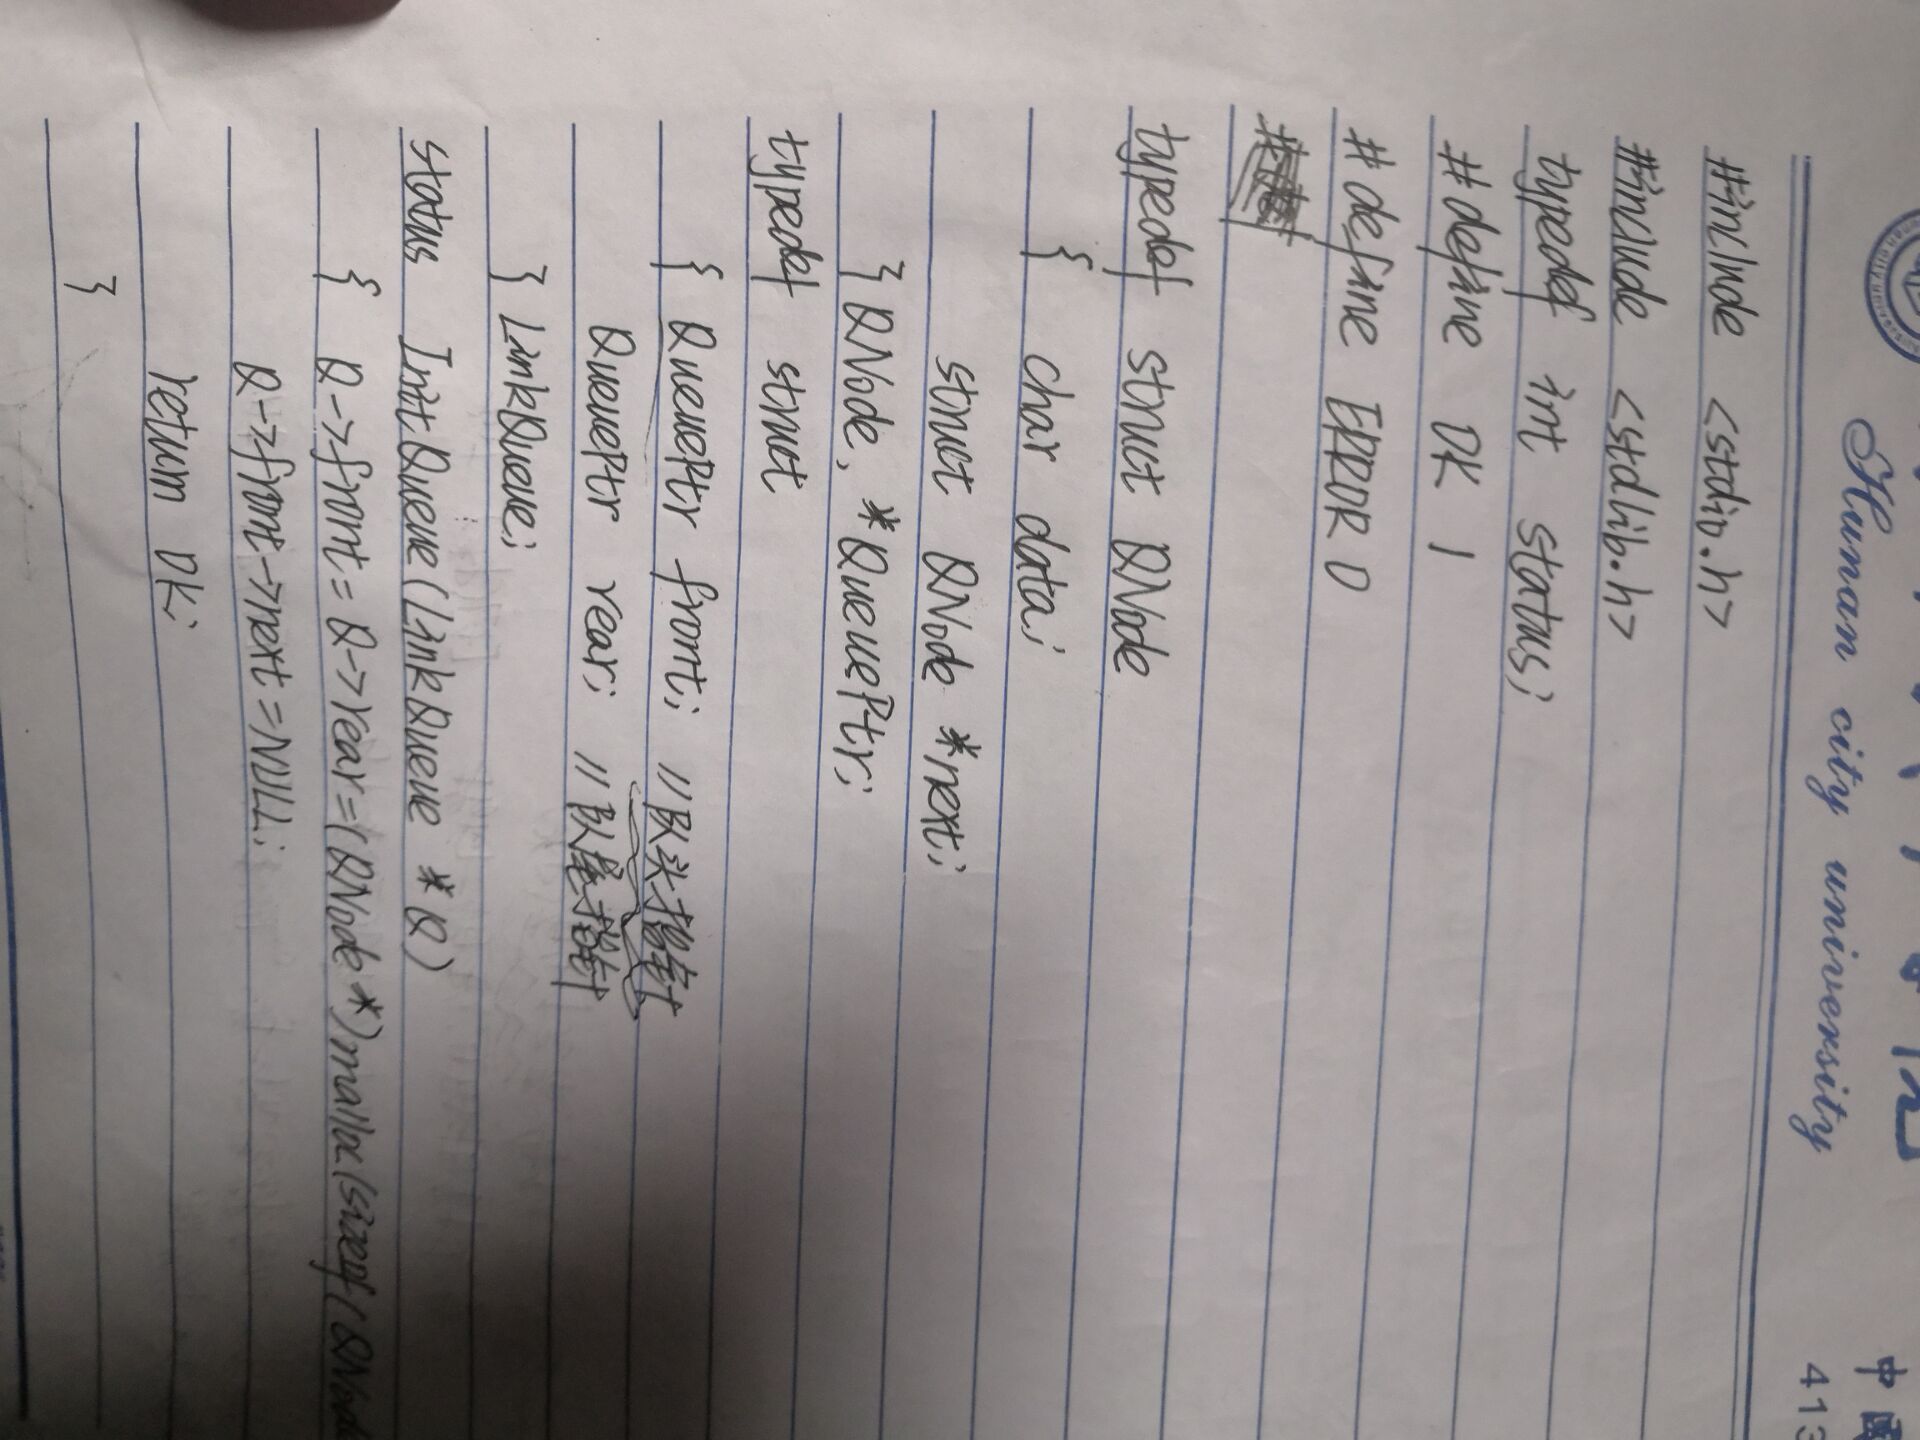 Hunan city university
中國
413
#include <stdio.h>
#include <stdlib.h>
typedef int status;
#define OK 1
#define ERROR 0
typedef struct QNode
{ char data;
struct QNode *next;
} QNode, *QueuePtr;
typedef struct
{ QueuePtr front; //队头指针
QueuePtr rear; //队尾指针
} LinkQueue;
status InitQueue(LinkQueue *Q)
{ Q->front=Q->rear=(QNode*)malloc(sizeof(QNod
Q->front->next=NULL;
return OK;
}